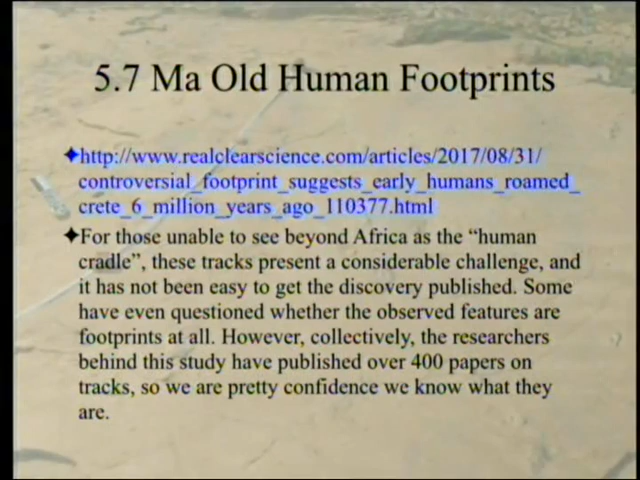 5.7 Ma Old Human Footprints
✦http://www.realclearscience.com/articles/2017/08/31/
controversial_footprint_suggests_early_humans_roamed_
crete_6_million_years_ago_110377.html
✦For those unable to see beyond Africa as the “human
cradle”, these tracks present a considerable challenge, and
it has not been easy to get the discovery published. Some
have even questioned whether the observed features are
footprints at all. However, collectively, the researchers
behind this study have published over 400 papers on
tracks, so we are pretty confidence we know what they
are.